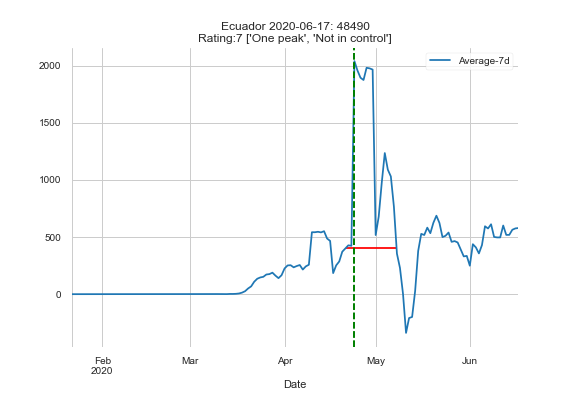 Ecuador 2020-06-17: 48490
Rating:7 ['One peak', 'Not in control']
Average-7d
2000
1500
1000
500
0
Feb
2020
Mar
Apr
May
Jun
Date